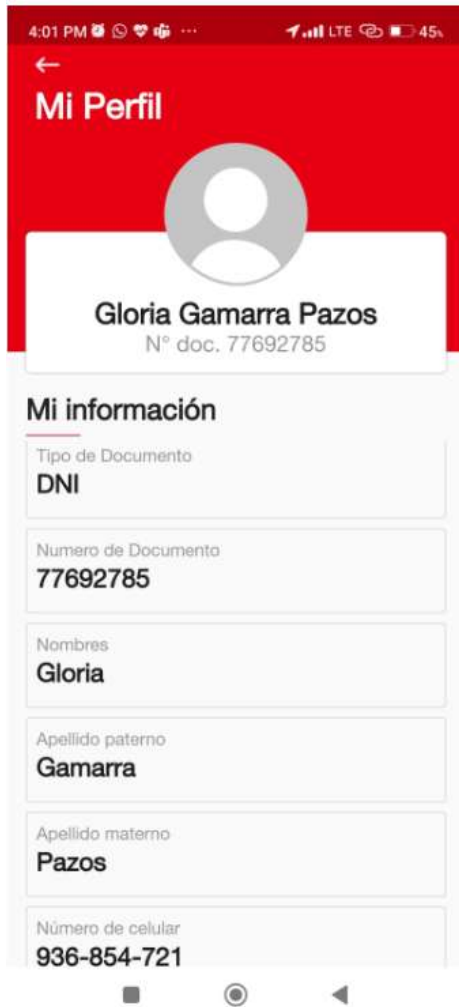 4:01 PM LTE 45%
Mi Perfil
Gloria Gamarra Pazos
N° doc. 77692785
Mi información
Tipo de Documento
DNI
Numero de Documento
77692785
Nombres
Gloria
Apellido paterno
Gamarra
Apellido materno
Pazos
Número de celular
936-854-721